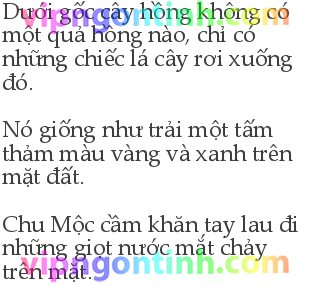 Dưới gốc cây hồng không có
một quả hồng nào, chỉ có
những chiếc lá cây rơi xuống
đó.
Nó giống như trải một tấm
thảm màu vàng và xanh trên
mặt đất.
Chu Mộc cầm khăn tay lau đi
những giọt nước mắt chảy
trên mặt.
vipngontinh.com
vipngontinh.com